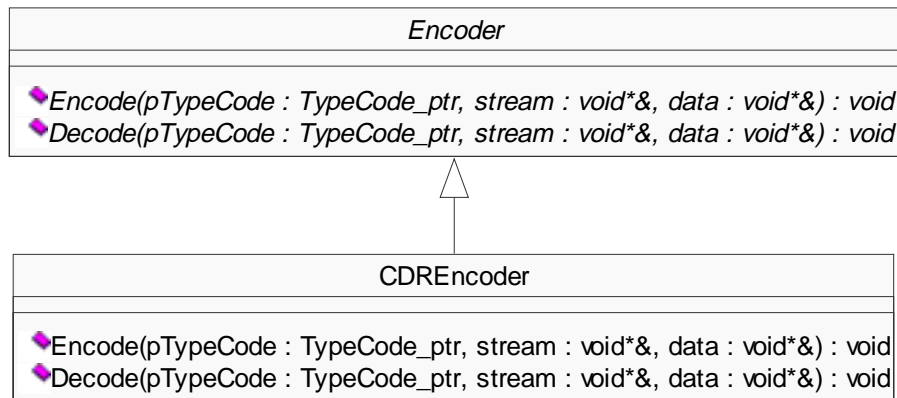 Encoder
Encode(pTypeCode : TypeCode_ptr, stream : void*&, data : void*&) : void
Decode(pTypeCode : TypeCode_ptr, stream : void*&, data : void*&) : void
CDREncoder
Encode(pTypeCode : TypeCode_ptr, stream : void*&, data : void*&) : void
Decode(pTypeCode : TypeCode_ptr, stream : void*&, data : void*&) : void